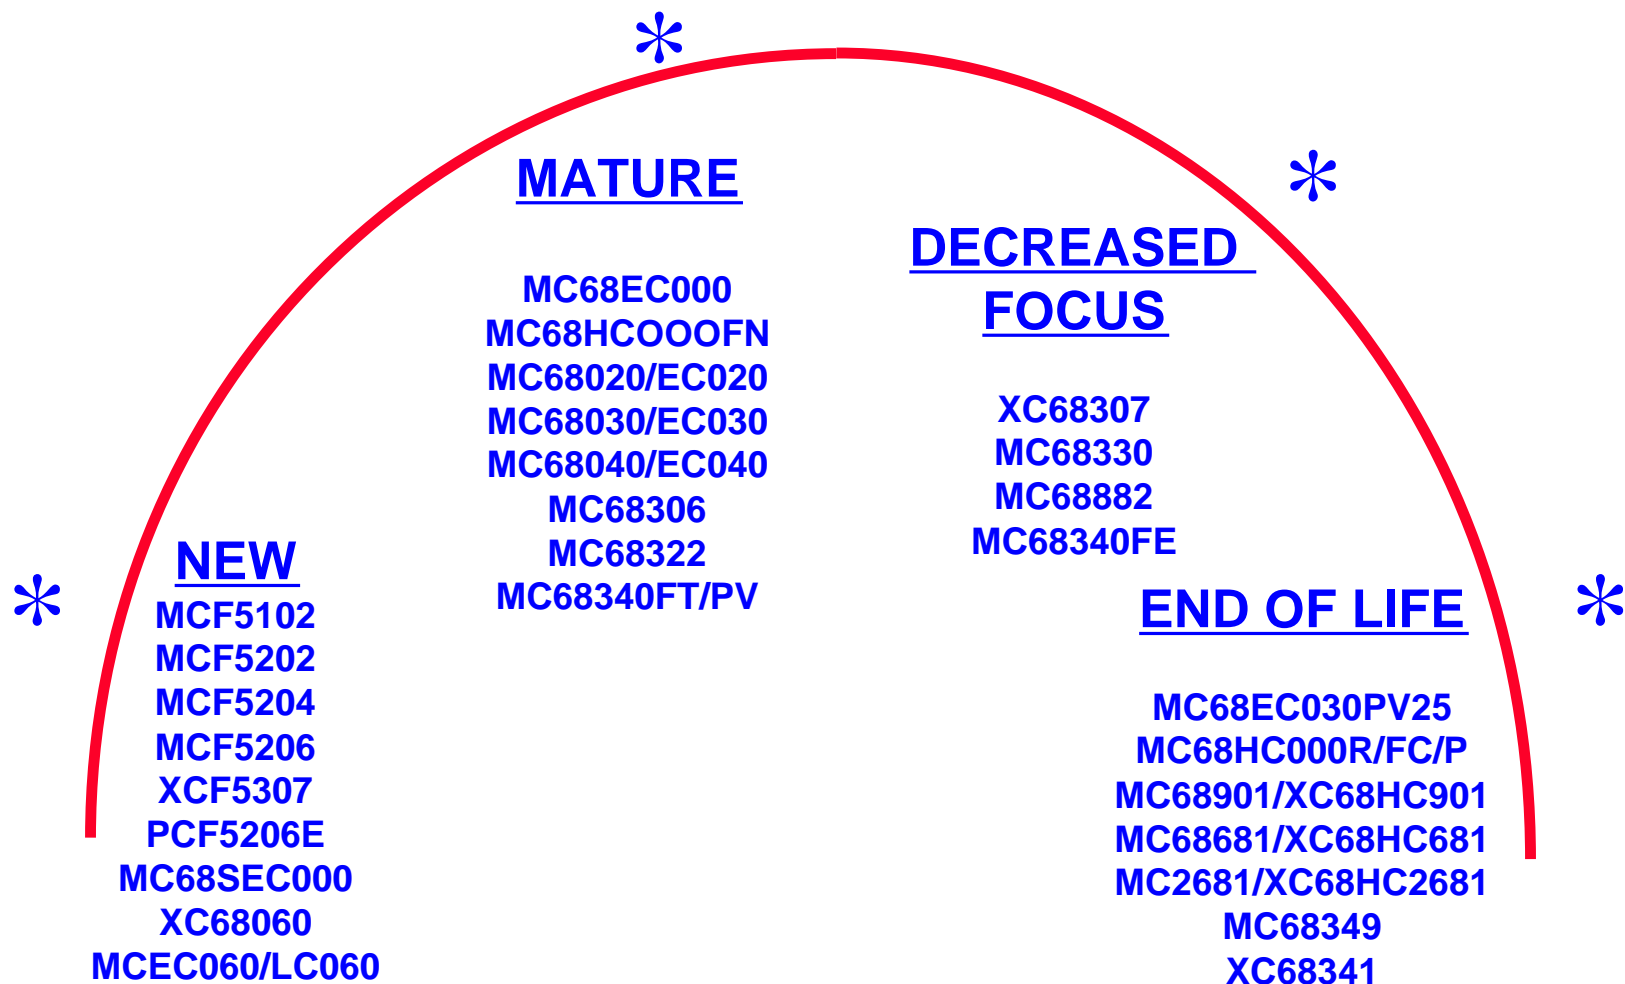 MATURE
MC68EC000
MC68HCOOOFN
MC68020/EC020
MC68030/EC030
MC68040/EC040
MC68306
MC68322
MC68340FT/PV
DECREASED
FOCUS
XC68307
MC68330
MC68882
MC68340FE
NEW
MCF5102
MCF5202
MCF5204
MCF5206
XCF5307
PCF5206E
MC68SEC000
XC68060
MCEC060/LC060
END OF LIFE
MC68EC030PV25
MC68HC000R/FC/P
MC68901/XC68HC901
MC68681/XC68HC681
MC2681/XC68HC2681
MC68349
XC68341